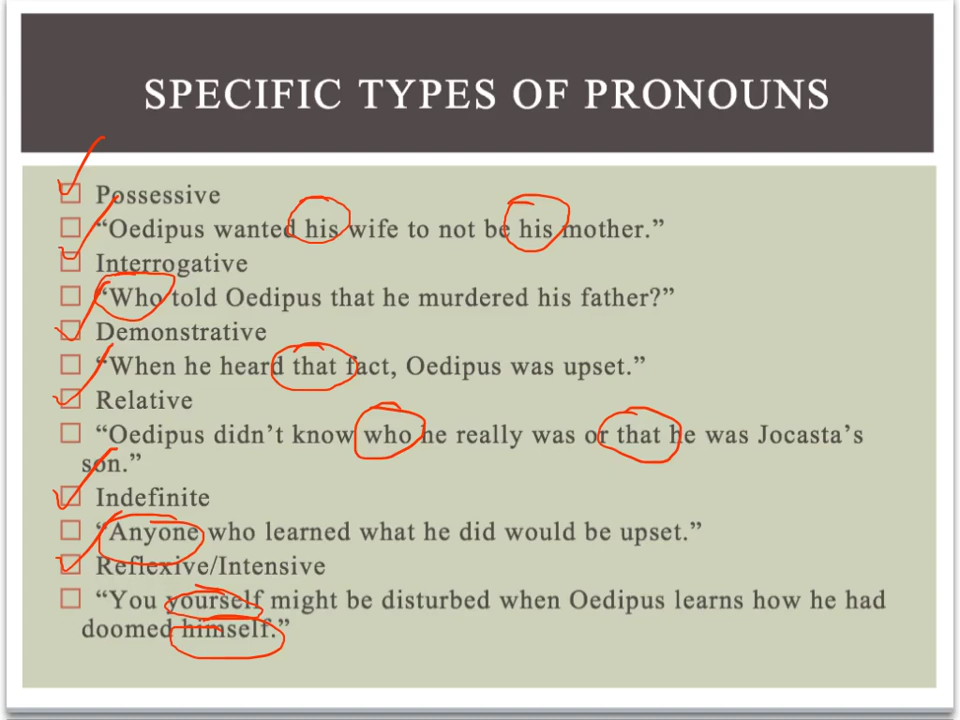 SPECIFIC TYPES OF PRONOUNS
Possessive
“Oedipus wanted his wife to not be his mother.”
Interrogative
“Who told Oedipus that he murdered his father?”
Demonstrative
“When he heard that fact, Oedipus was upset.”
Relative
“Oedipus didn’t know who he really was or that he was Jocasta’s
son.”
Indefinite
“Anyone who learned what he did would be upset.”
Reflexive/Intensive
“You yourself might be disturbed when Oedipus learns how he had
doomed himself.”